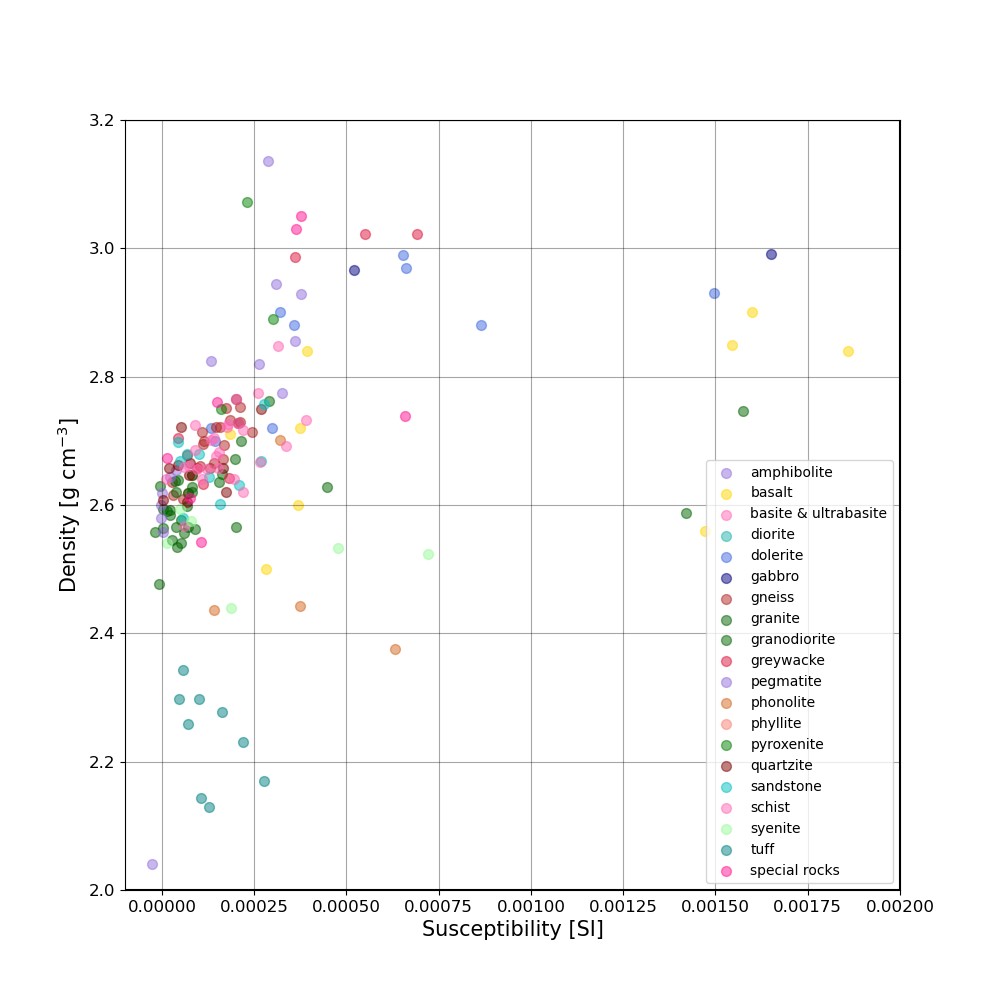 3.2
3.0
2.8
2.6
2.4
2.2
2.0
Density [g cm⁻³]
0.00000 0.00025 0.00050 0.00075 0.00100 0.00125 0.00150 0.00175 0.00200
Susceptibility [SI]
amphibolite
basalt
basite & ultrabasite
diorite
dolerite
gabbro
gneiss
granite
granodiorite
greywacke
pegmatite
phonolite
phyllite
pyroxenite
quartzite
sandstone
schist
syenite
tuff
special rocks